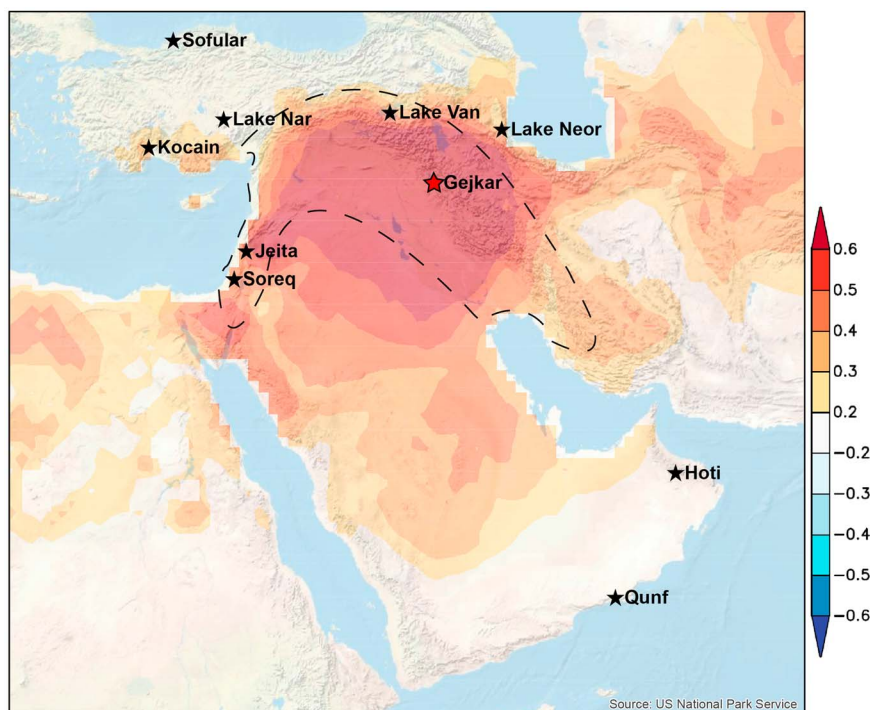 Sofular
Lake Nar
Lake Van
Lake Neor
Kocain
Gejkar
Jeita
Soreq
Hoti
Qunf
0.6
0.5
0.4
0.3
0.2
−0.2
−0.3
−0.4
−0.5
−0.6
Source: US National Park Service